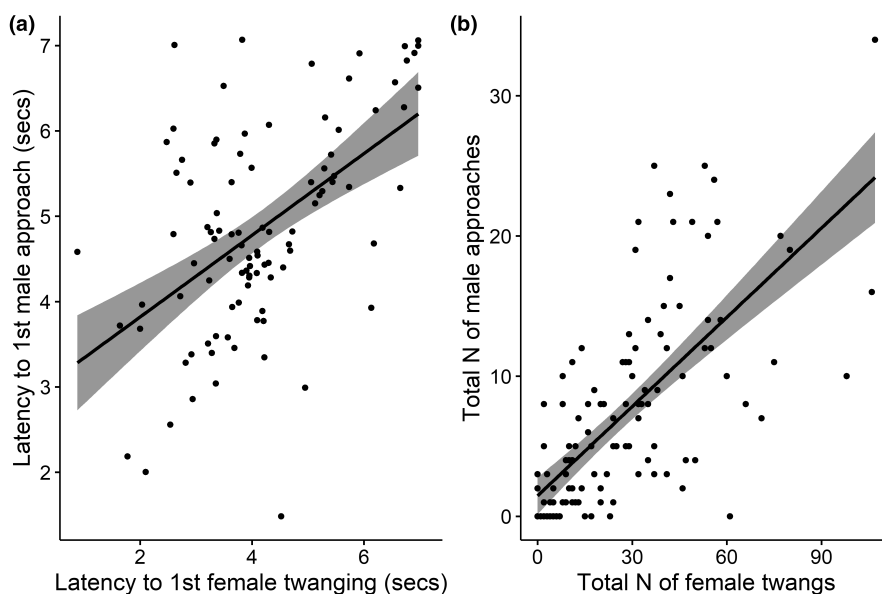 (a)
Latency to 1st male approach (secs)
7
6
5
4
3
2
2 4 6
Latency to 1st female twanging (secs)
(b)
Total N of male approaches
30
20
10
0
0 30 60 90
Total N of female twangs